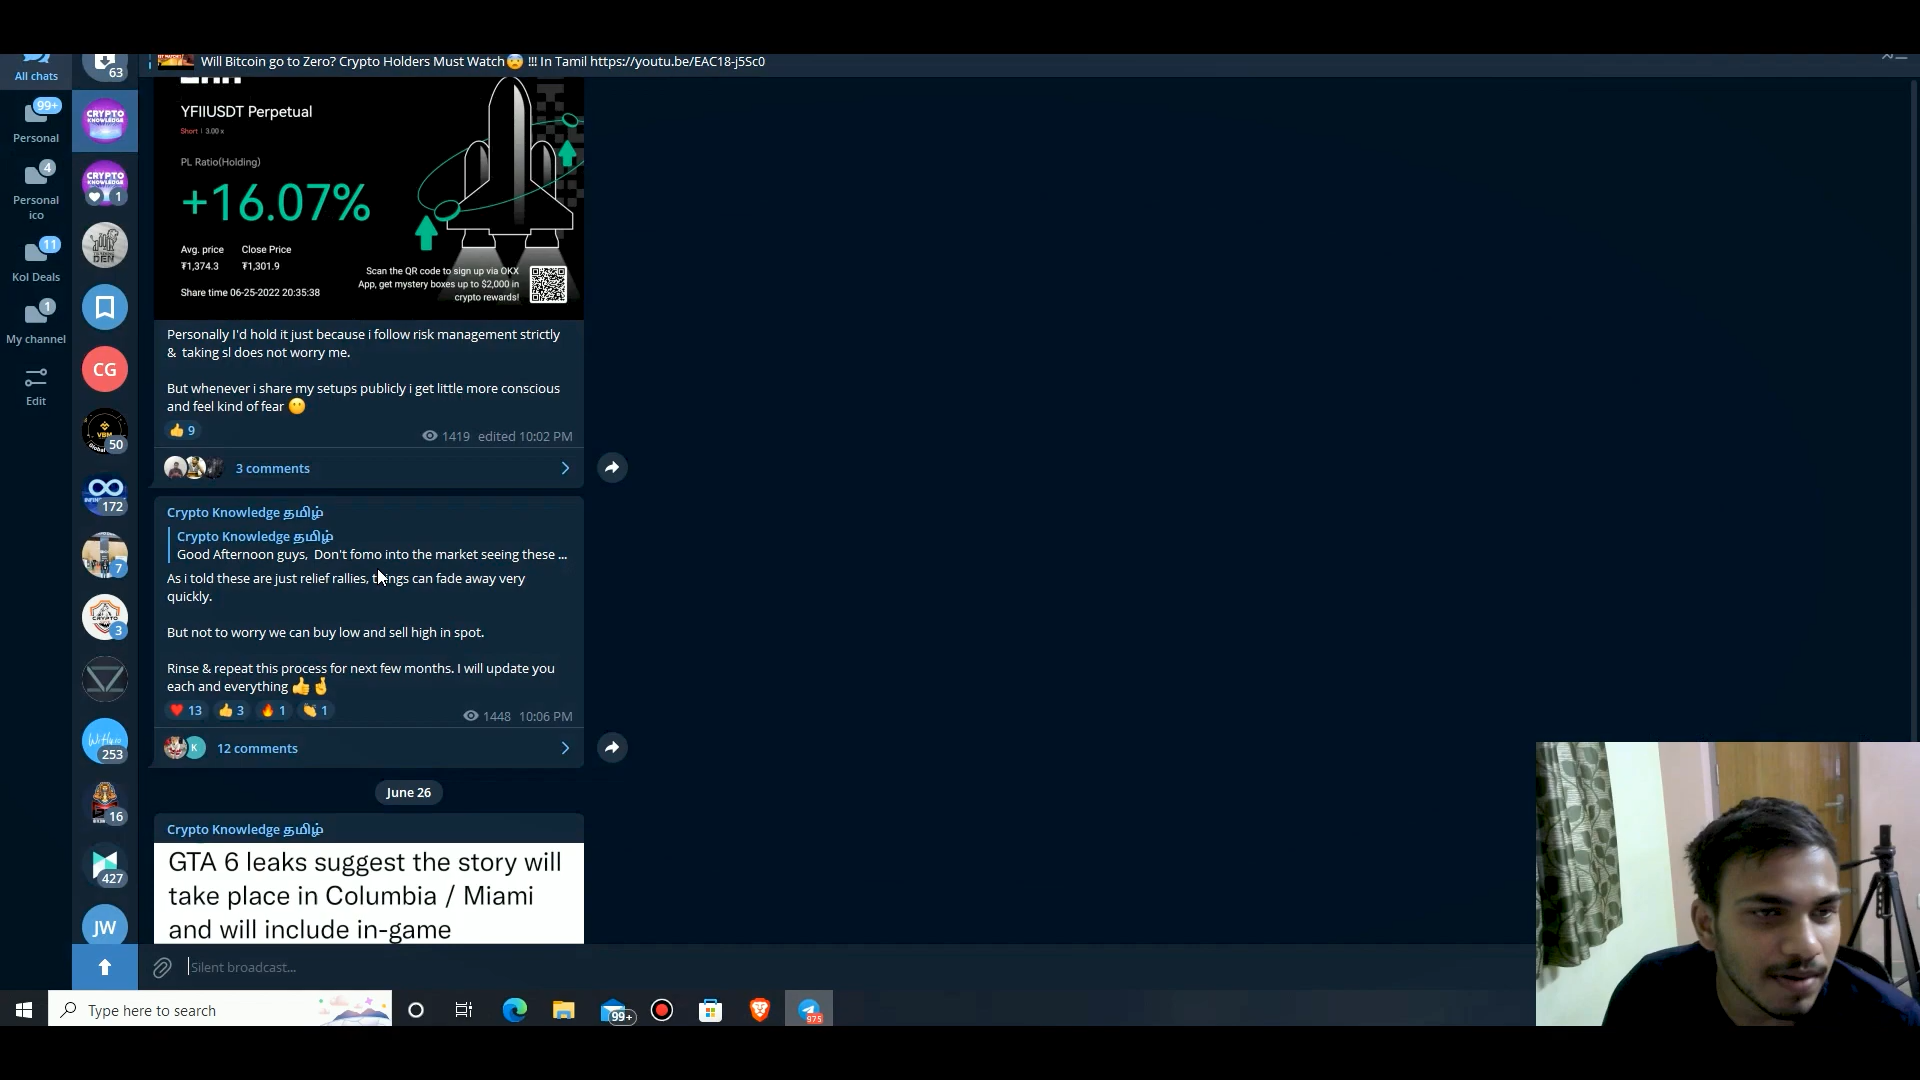 All chats
63
Will Bitcoin go to Zero? Crypto Holders Must Watch😨 !!! In Tamil https://youtu.be/EAC18-j5Sc0
99+
Personal
4
Personal
ico
11
Kol Deals
1
My channel
Edit
CRYPTO
KNOWLEDGE
CRYPTO
1
DEN
CG
VBM
50
172
7
CRYPTO
3
253
16
427
JW
YFIIUSDT Perpetual
Short | 3.00 x
PL Ratio(Holding)
+16.07%
Avg. price Close Price
₮1,374.3 ₮1,301.9
Share time 06-25-2022 20:35:38
Scan the QR code to sign up via OKX
App, get mystery boxes up to $2,000 in
crypto rewards!
Personally I'd hold it just because i follow risk management strictly
& taking sl does not worry me.
But whenever i share my setups publicly i get little more conscious
and feel kind of fear 😶
👍 9
1419 edited 10:02 PM
3 comments
Crypto Knowledge தமிழ்
Crypto Knowledge தமிழ்
Good Afternoon guys, Don't fomo into the market seeing these ...
As i told these are just relief rallies, things can fade away very
quickly.
But not to worry we can buy low and sell high in spot.
Rinse & repeat this process for next few months. I will update you
each and everything 👍🤞
❤️ 13 👍 3 🔥 1 👏 1
1448 10:06 PM
K
12 comments
June 26
Crypto Knowledge தமிழ்
GTA 6 leaks suggest the story will
take place in Columbia / Miami
and will include in-game
Silent broadcast...
Type here to search
99+
975